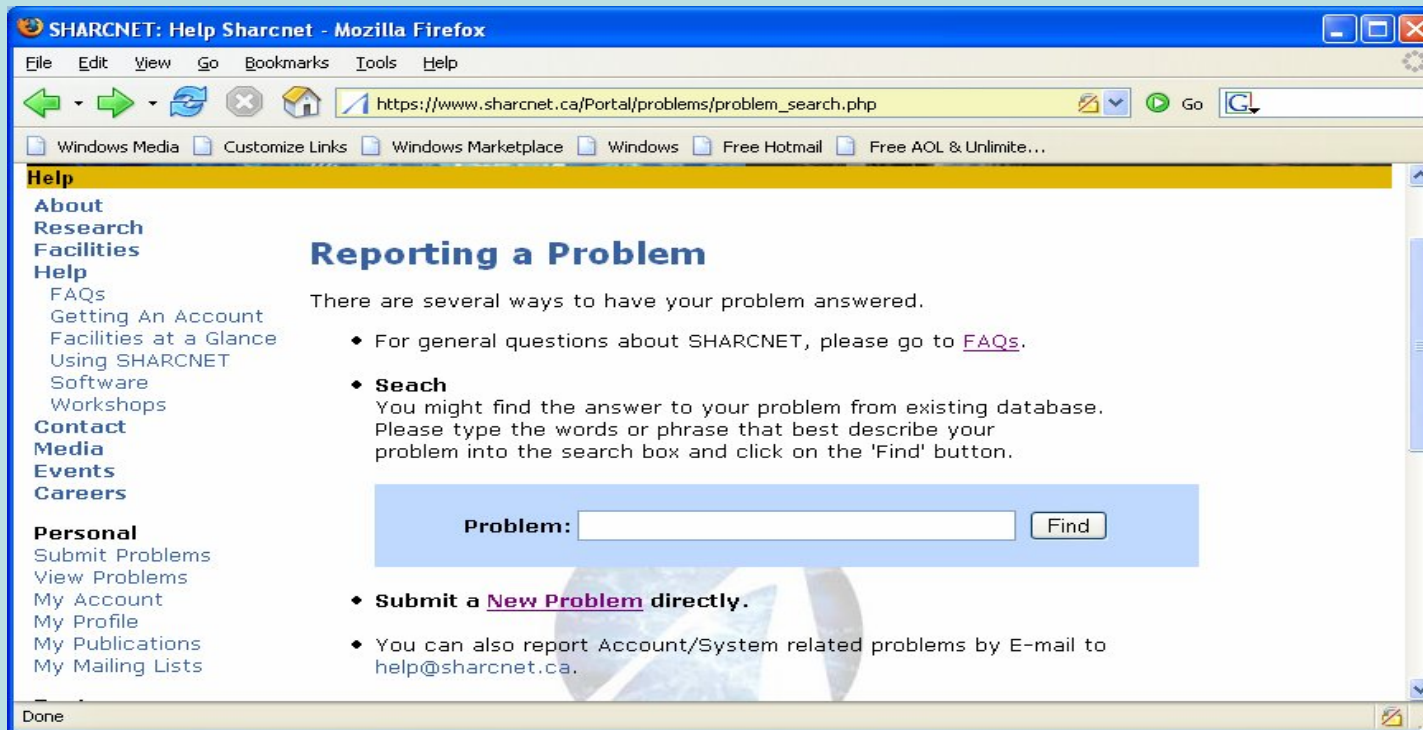 SHARCNET: Help Sharcnet - Mozilla Firefox
File Edit View Go Bookmarks Tools Help
https://www.sharcnet.ca/Portal/problems/problem_search.php Go G
Windows Media Customize Links Windows Marketplace Windows Free Hotmail Free AOL & Unlimite...
Help
About
Research
Facilities
Help
FAQs
Getting An Account
Facilities at a Glance
Using SHARCNET
Software
Workshops
Contact
Media
Events
Careers
Personal
Submit Problems
View Problems
My Account
My Profile
My Publications
My Mailing Lists
Reporting a Problem
There are several ways to have your problem answered.
• For general questions about SHARCNET, please go to FAQs.
• Seach
You might find the answer to your problem from existing database.
Please type the words or phrase that best describe your
problem into the search box and click on the 'Find' button.
Problem: Find
• Submit a New Problem directly.
• You can also report Account/System related problems by E-mail to
help@sharcnet.ca.
Done